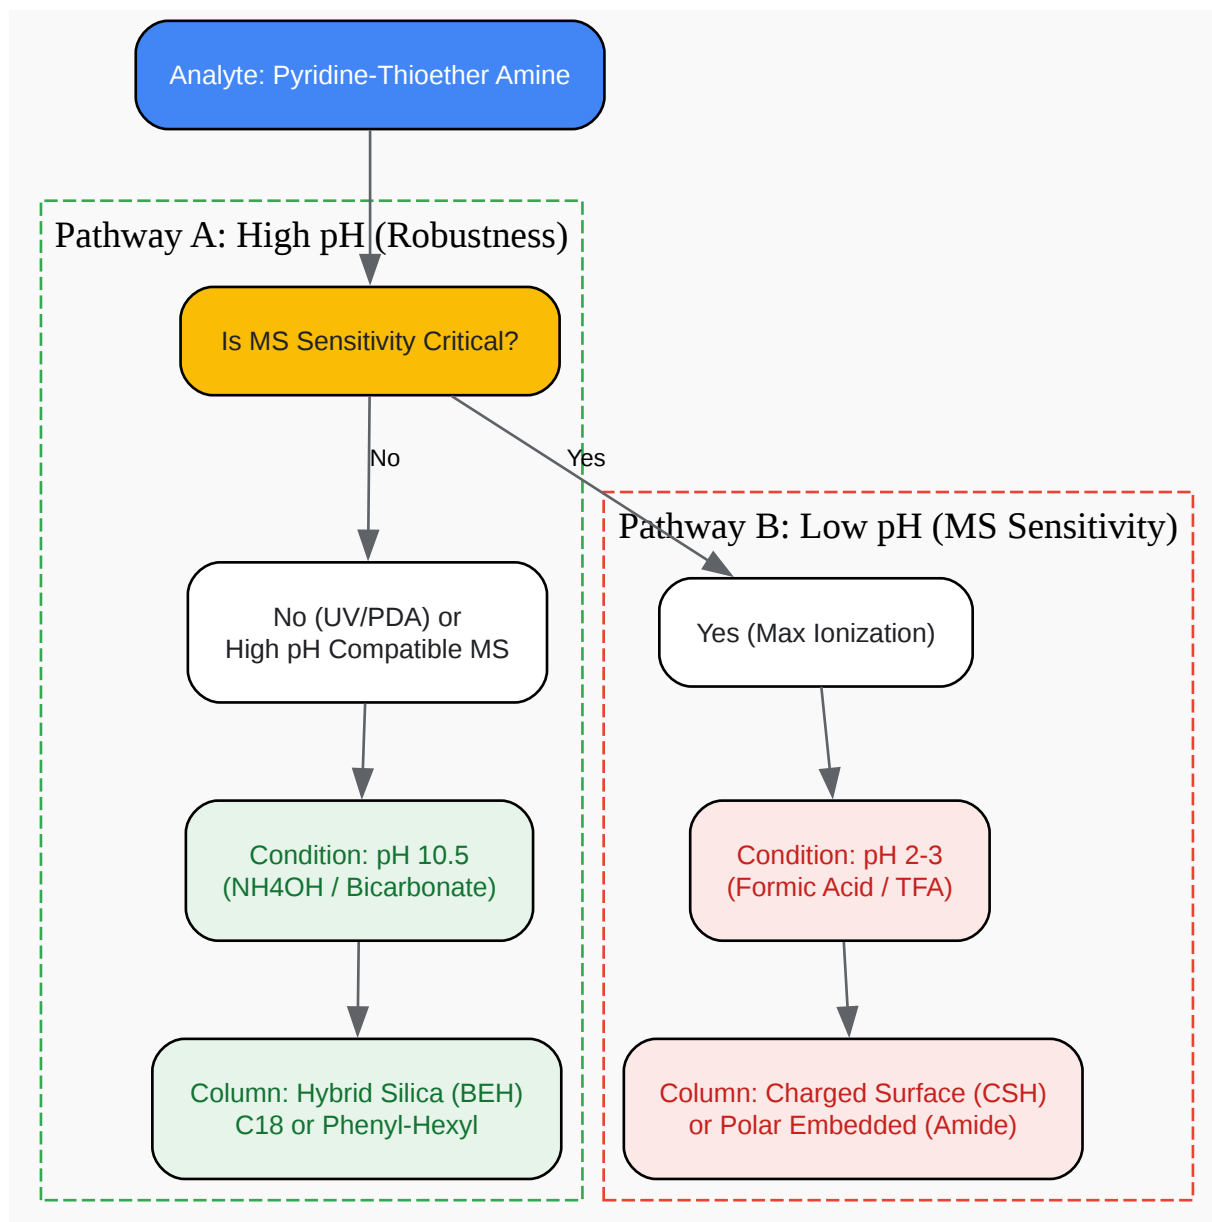 Analyte: Pyridine-Thioether Amine
Pathway A: High pH (Robustness)
Is MS Sensitivity Critical?
No
Yes
Pathway B: Low pH (MS Sensitivity)
No (UV/PDA) or
High pH Compatible MS
Yes (Max Ionization)
Condition: pH 10.5
(NH4OH / Bicarbonate)
Condition: pH 2-3
(Formic Acid / TFA)
Column: Hybrid Silica (BEH)
C18 or Phenyl-Hexyl
Column: Charged Surface (CSH)
or Polar Embedded (Amide)